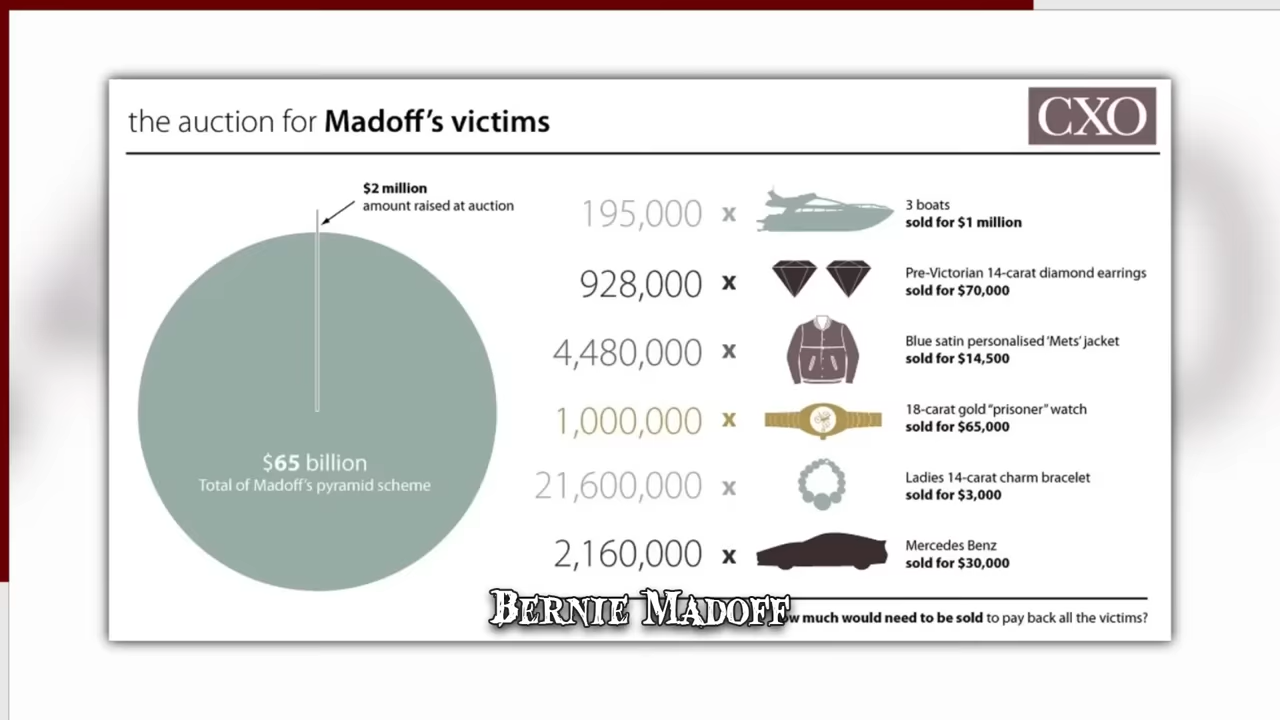 the auction for Madoff's victims
CXO
$2 million
amount raised at auction
$65 billion
Total of Madoff's pyramid scheme
195,000 x
3 boats
sold for $1 million
928,000 x
Pre-Victorian 14-carat diamond earrings
sold for $70,000
4,480,000 x
Blue satin personalised 'Mets' jacket
sold for $14,500
1,000,000 x
18-carat gold "prisoner" watch
sold for $65,000
21,600,000 x
Ladies 14-carat charm bracelet
sold for $3,000
2,160,000 x
Mercedes Benz
sold for $30,000
much would need to be sold to pay back all the victims?
Bernie Madoff